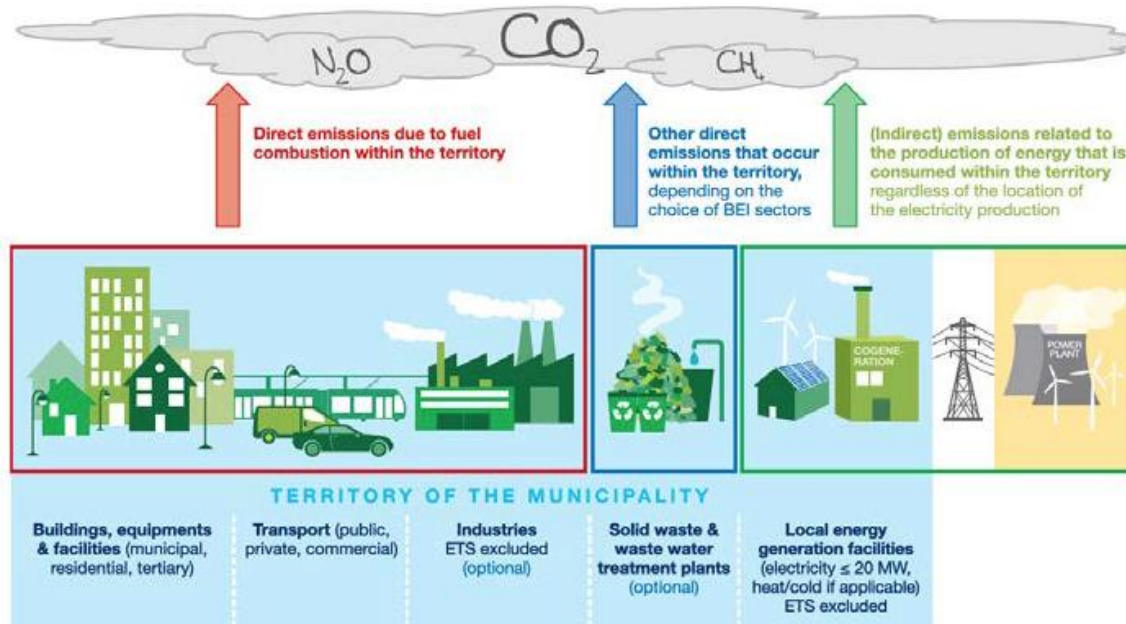 CO₂
N₂O
CH₄
Direct emissions due to fuel
combustion within the territory
Other direct
emissions that occur
within the territory,
depending on the
choice of BEI sectors
(Indirect) emissions related to
the production of energy that is
consumed within the territory
regardless of the location of
the electricity production
COGENE-
RATION
POWER
PLANT
TERRITORY OF THE MUNICIPALITY
Buildings, equipments
& facilities (municipal,
residential, tertiary)
Transport (public,
private, commercial)
Industries
ETS excluded
(optional)
Solid waste &
waste water
treatment plants
(optional)
Local energy
generation facilities
(electricity ≤ 20 MW,
heat/cold if applicable)
ETS excluded